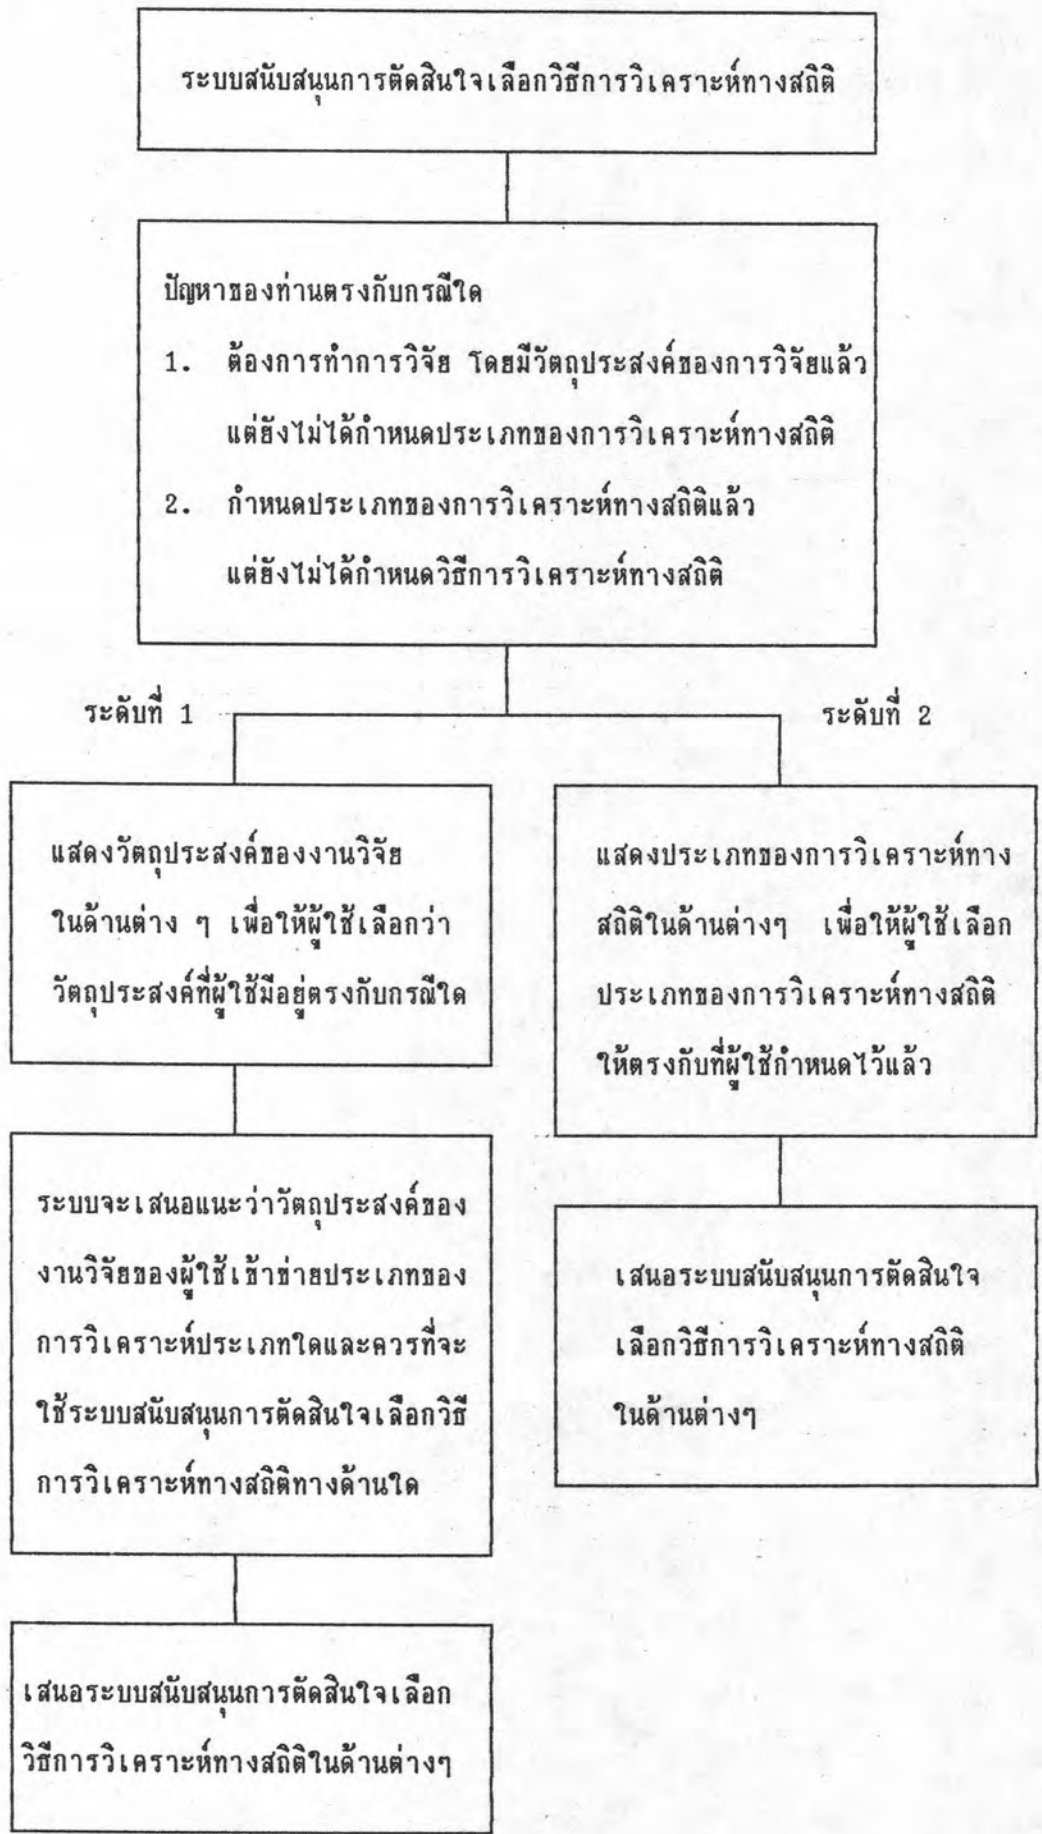 ระบบสนับสนุนการตัดสินใจเลือกวิธีการวิเคราะห์ทางสถิติ
ปัญหาของท่านตรงกับกรณีใด
1. ต้องการทำการวิจัย โดยมีวัตถุประสงค์ของการวิจัยแล้ว
แต่ยังไม่ได้กำหนดประเภทของการวิเคราะห์ทางสถิติ
2. กำหนดประเภทของการวิเคราะห์ทางสถิติแล้ว
แต่ยังไม่ได้กำหนดวิธีการวิเคราะห์ทางสถิติ
ระดับที่ 1
แสดงวัตถุประสงค์ของงานวิจัย
ในด้านต่าง ๆ เพื่อให้ผู้ใช้เลือกว่า
วัตถุประสงค์ที่ผู้ใช้มีอยู่ตรงกับกรณีใด
ระบบจะเสนอแนะว่าวัตถุประสงค์ของ
งานวิจัยของผู้ใช้เข้าข่ายประเภทของ
การวิเคราะห์ประเภทใดและควรที่จะ
ใช้ระบบสนับสนุนการตัดสินใจเลือกวิธี
การวิเคราะห์ทางสถิติทางด้านใด
เสนอระบบสนับสนุนการตัดสินใจเลือก
วิธีการวิเคราะห์ทางสถิติในด้านต่างๆ
ระดับที่ 2
แสดงประเภทของการวิเคราะห์ทาง
สถิติในด้านต่างๆ เพื่อให้ผู้ใช้เลือก
ประเภทของการวิเคราะห์ทางสถิติ
ให้ตรงกับที่ผู้ใช้กำหนดไว้แล้ว
เสนอระบบสนับสนุนการตัดสินใจ
เลือกวิธีการวิเคราะห์ทางสถิติ
ในด้านต่างๆ